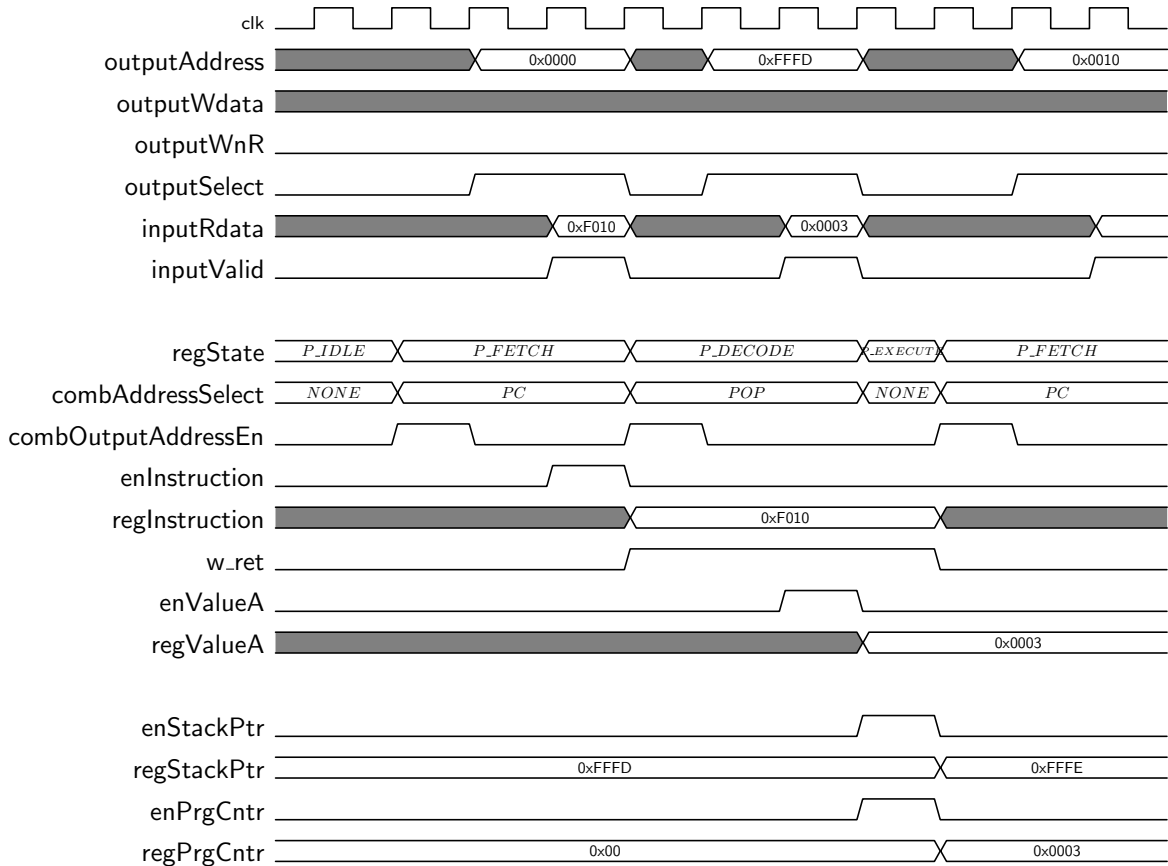 clk
outputAddress 0x0000 0xFFFD 0x0010
outputWdata
outputWnR
outputSelect
inputRdata 0xF010 0x0003
inputValid
regState P_IDLE P_FETCH P_DECODE P_EXECUTE P_FETCH
combAddressSelect NONE PC POP NONE PC
combOutputAddressEn
enInstruction
regInstruction 0xF010
w_ret
enValueA
regValueA 0x0003
enStackPtr
regStackPtr 0xFFFD 0xFFFE
enPrgCntr
regPrgCntr 0x00 0x0003